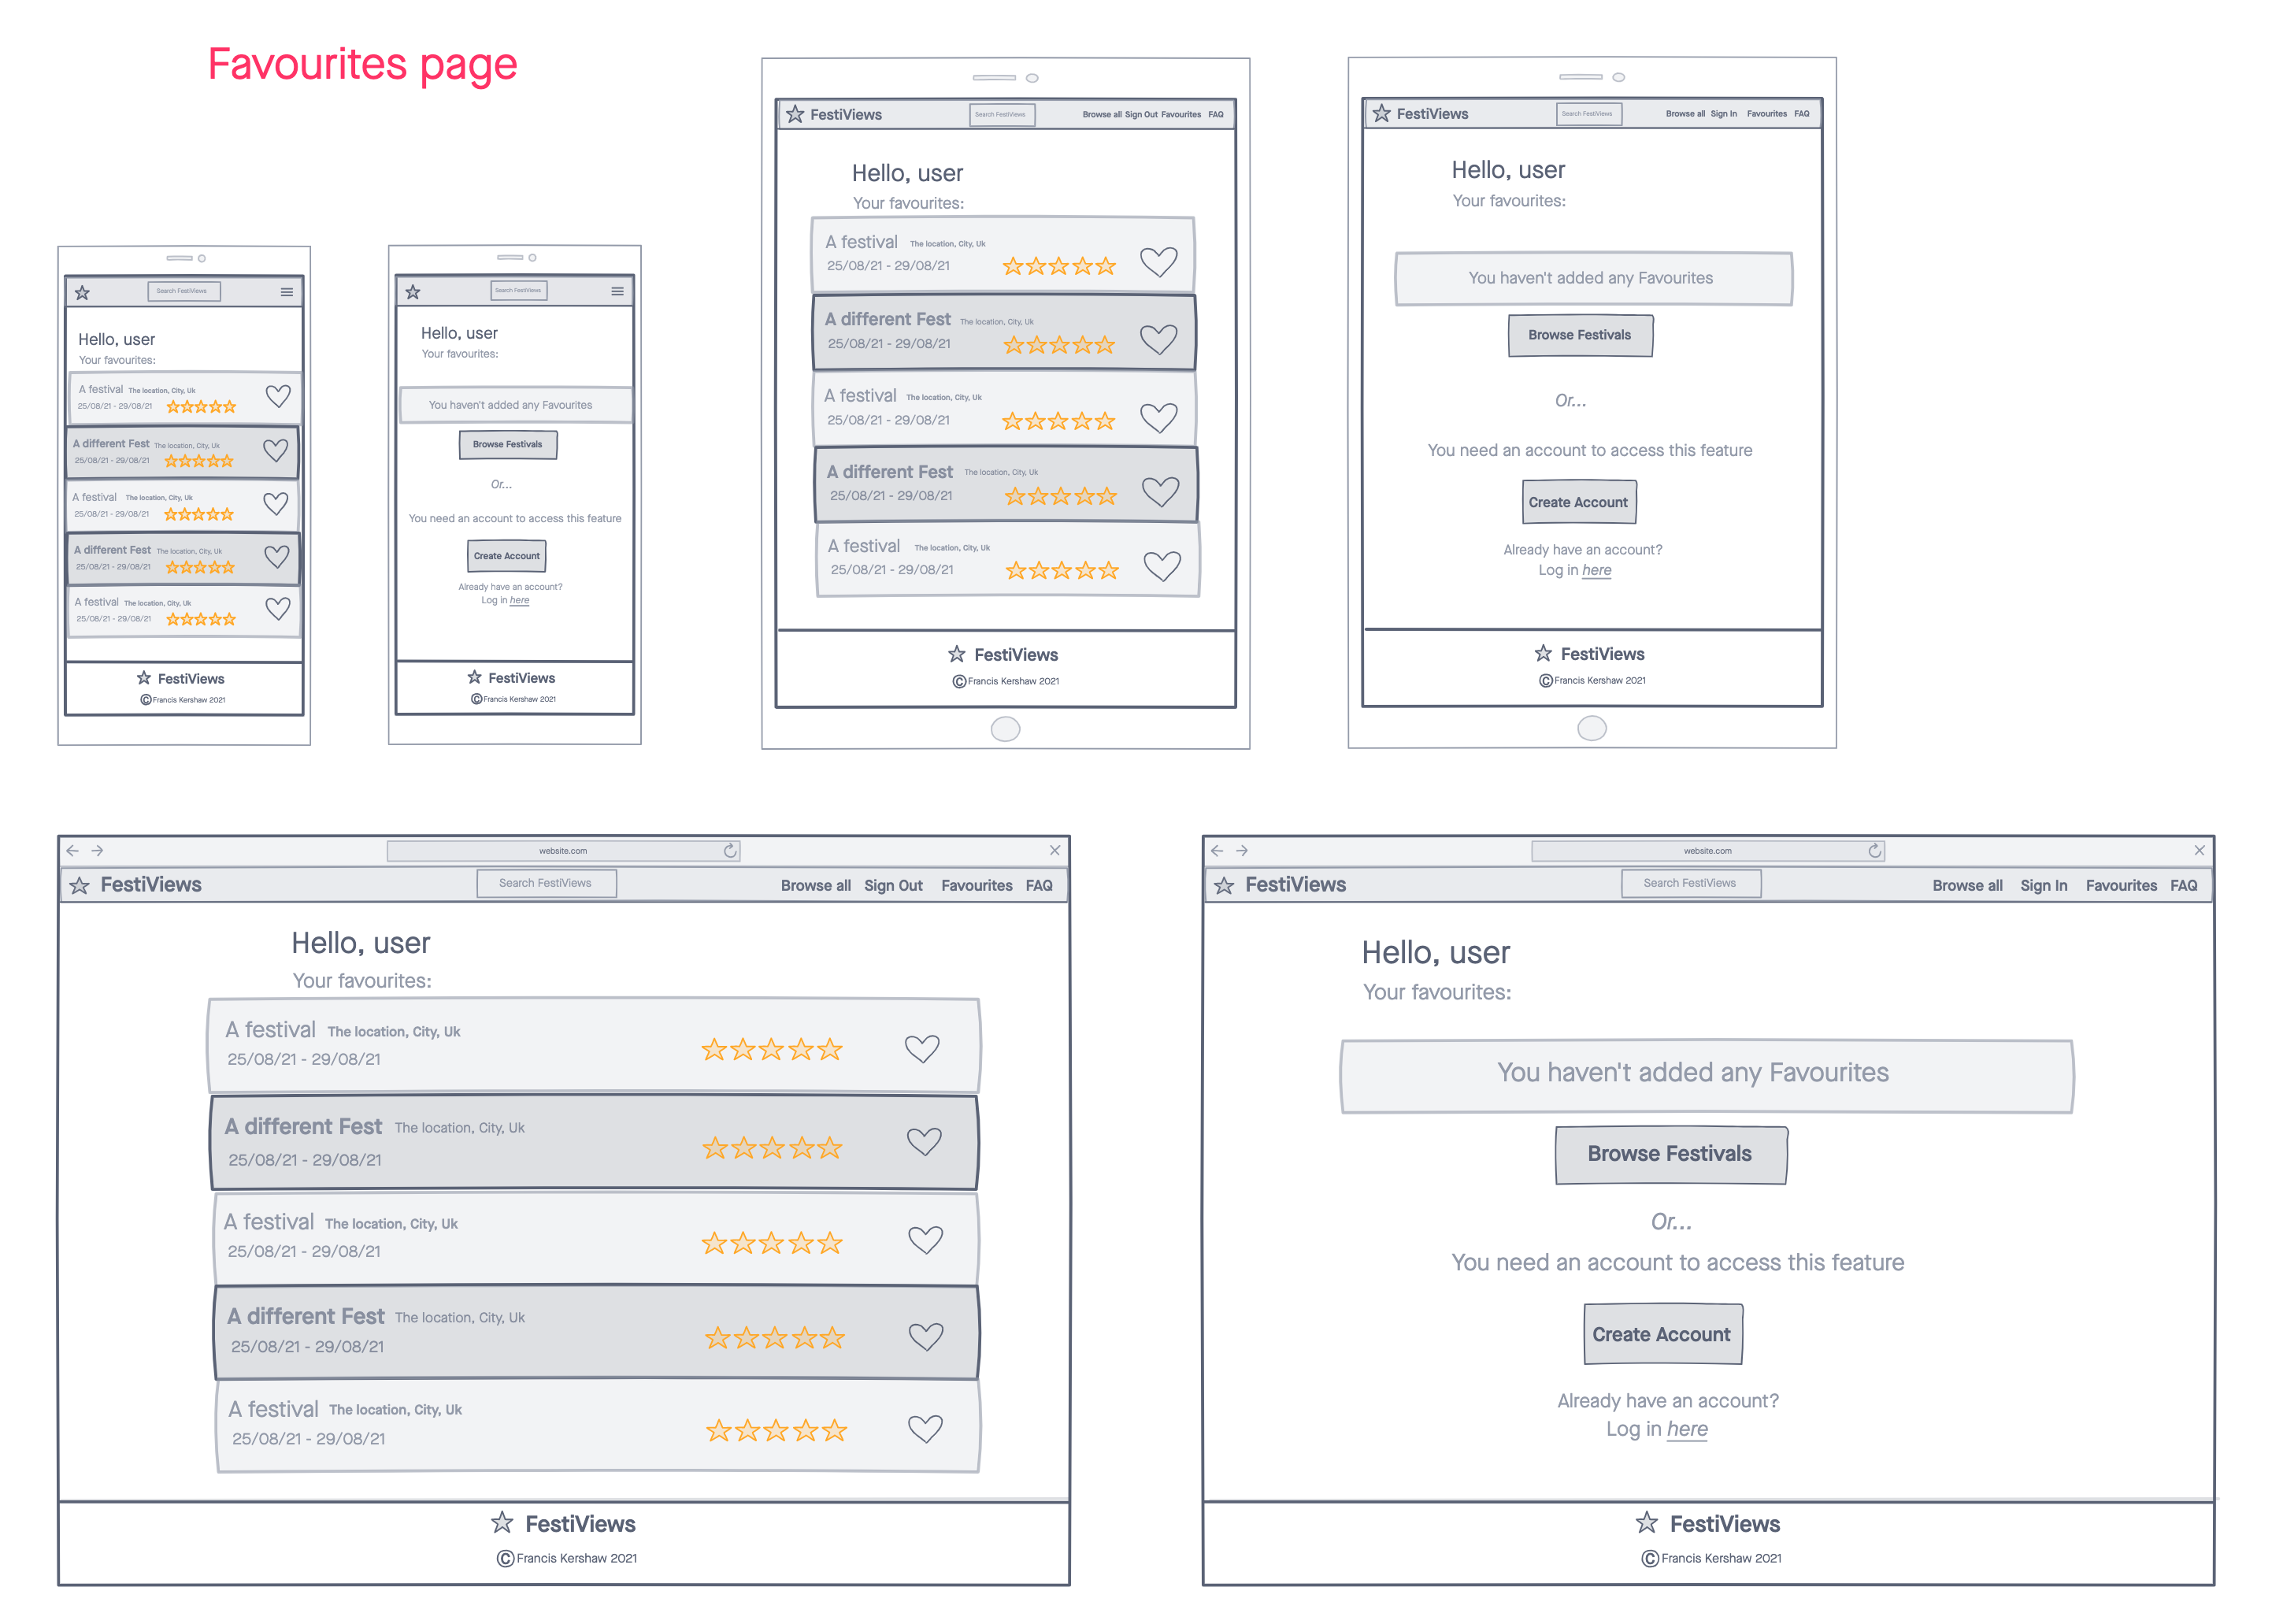 Favourites page
Search FestiViews
Hello, user
Your favourites:
A festival The location, City, Uk
25/08/21 - 29/08/21
A different Fest The location, City, Uk
25/08/21 - 29/08/21
A festival The location, City, Uk
25/08/21 - 29/08/21
A different Fest The location, City, Uk
25/08/21 - 29/08/21
A festival The location, City, Uk
25/08/21 - 29/08/21
FestiViews
© Francis Kershaw 2021
Search FestiViews
Hello, user
Your favourites:
You haven't added any Favourites
Browse Festivals
Or...
You need an account to access this feature
Create Account
Already have an account?
Log in here
FestiViews
© Francis Kershaw 2021
FestiViews Search FestiViews Browse all Sign Out Favourites FAQ
Hello, user
Your favourites:
A festival The location, City, Uk
25/08/21 - 29/08/21
A different Fest The location, City, Uk
25/08/21 - 29/08/21
A festival The location, City, Uk
25/08/21 - 29/08/21
A different Fest The location, City, Uk
25/08/21 - 29/08/21
A festival The location, City, Uk
25/08/21 - 29/08/21
FestiViews
© Francis Kershaw 2021
FestiViews Search FestiViews Browse all Sign In Favourites FAQ
Hello, user
Your favourites:
You haven't added any Favourites
Browse Festivals
Or...
You need an account to access this feature
Create Account
Already have an account?
Log in here
FestiViews
© Francis Kershaw 2021
website.com
FestiViews Search FestiViews Browse all Sign Out Favourites FAQ
Hello, user
Your favourites:
A festival The location, City, Uk
25/08/21 - 29/08/21
A different Fest The location, City, Uk
25/08/21 - 29/08/21
A festival The location, City, Uk
25/08/21 - 29/08/21
A different Fest The location, City, Uk
25/08/21 - 29/08/21
A festival The location, City, Uk
25/08/21 - 29/08/21
FestiViews
© Francis Kershaw 2021
website.com
FestiViews Search FestiViews Browse all Sign In Favourites FAQ
Hello, user
Your favourites:
You haven't added any Favourites
Browse Festivals
Or...
You need an account to access this feature
Create Account
Already have an account?
Log in here
FestiViews
© Francis Kershaw 2021